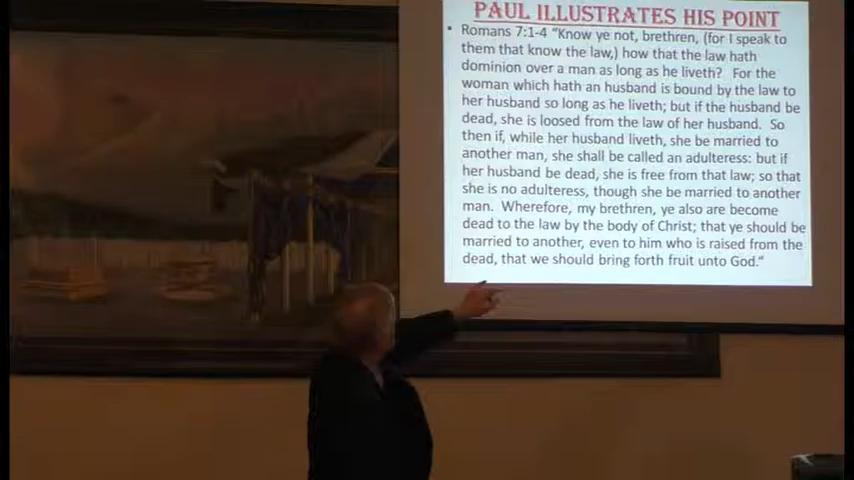 PAUL ILLUSTRATES HIS POINT
• Romans 7:1-4 “Know ye not, brethren, (for I speak to
them that know the law,) how that the law hath
dominion over a man as long as he liveth?  For the
woman which hath an husband is bound by the law to
her husband so long as he liveth; but if the husband be
dead, she is loosed from the law of her husband.  So
then if, while her husband liveth, she be married to
another man, she shall be called an adulteress: but if
her husband be dead, she is free from that law; so that
she is no adulteress, though she be married to another
man.  Wherefore, my brethren, ye also are become
dead to the law by the body of Christ; that ye should be
married to another, even to him who is raised from the
dead, that we should bring forth fruit unto God.”